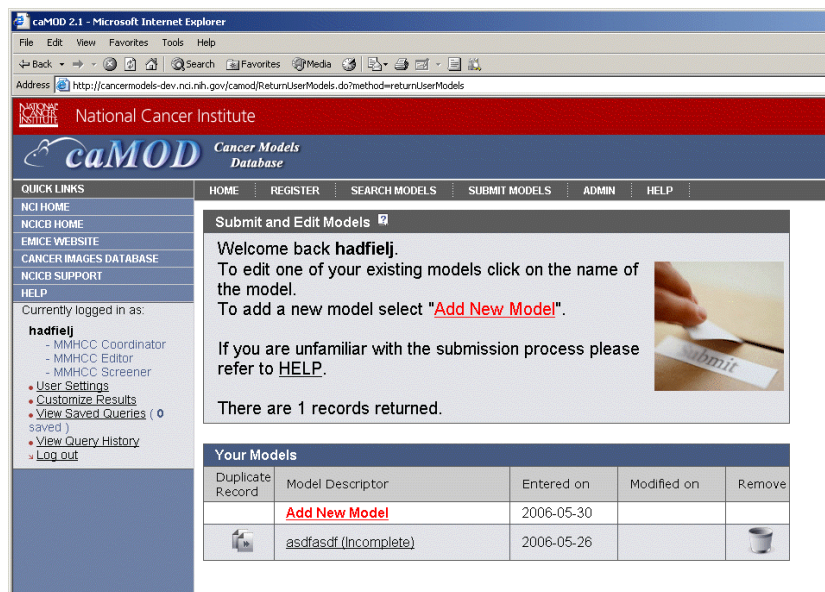 caMOD 2.1 - Microsoft Internet Explorer
File Edit View Favorites Tools Help
Back Search Favorites Media
Address http://cancermodels-dev.nci.nih.gov/camod/ReturnUserModels.do?method=returnUserModels
NATIONAL CANCER INSTITUTE National Cancer Institute
caMOD Cancer Models
Database
QUICK LINKS
HOME REGISTER SEARCH MODELS SUBMIT MODELS ADMIN HELP
NCI HOME
NCICB HOME
EMICE WEBSITE
CANCER IMAGES DATABASE
NCICB SUPPORT
HELP
Currently logged in as:
hadfielj
- MMHCC Coordinator
- MMHCC Editor
- MMHCC Screener
User Settings
Customize Results
View Saved Queries ( 0
saved )
View Query History
Log out
Submit and Edit Models ?
Welcome back hadfielj.
To edit one of your existing models click on the name of
the model.
To add a new model select "Add New Model".
If you are unfamiliar with the submission process please
refer to HELP.
There are 1 records returned.
submit
Your Models
Duplicate Record Model Descriptor Entered on Modified on Remove
Add New Model 2006-05-30
asdfasdf (Incomplete) 2006-05-26